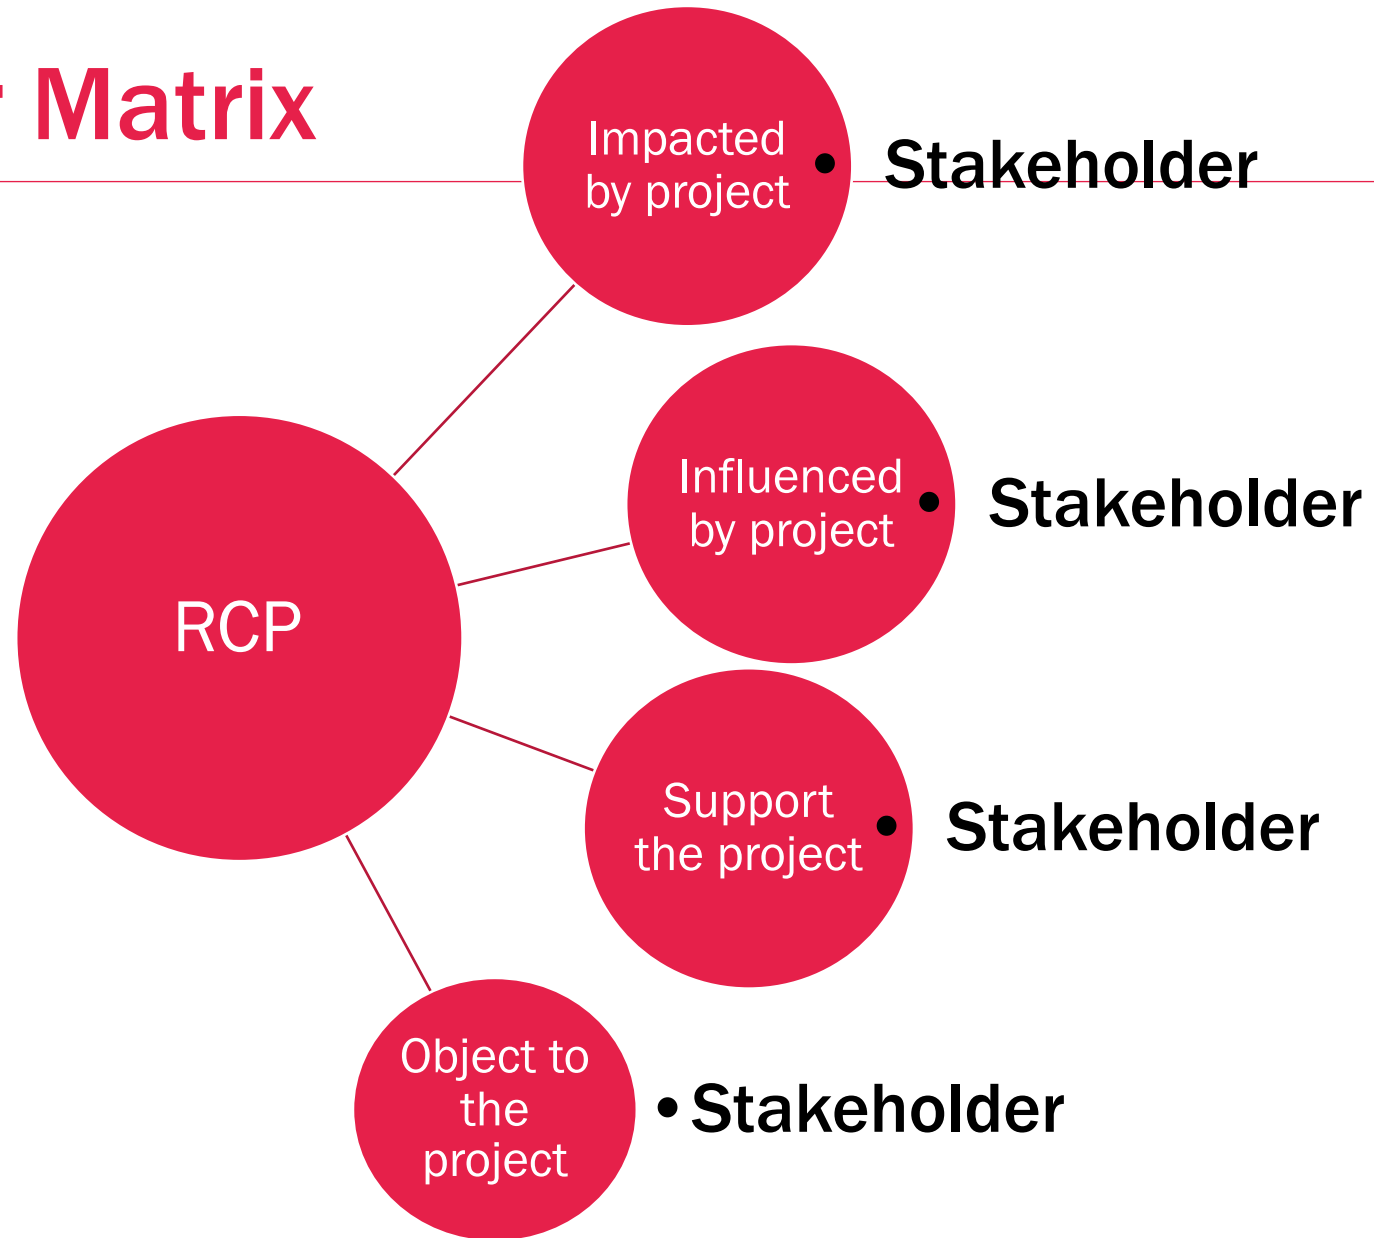 r Matrix
Impacted
by project
• Stakeholder
Influenced
by project
• Stakeholder
RCP
Support
the project
• Stakeholder
Object to
the
project
• Stakeholder